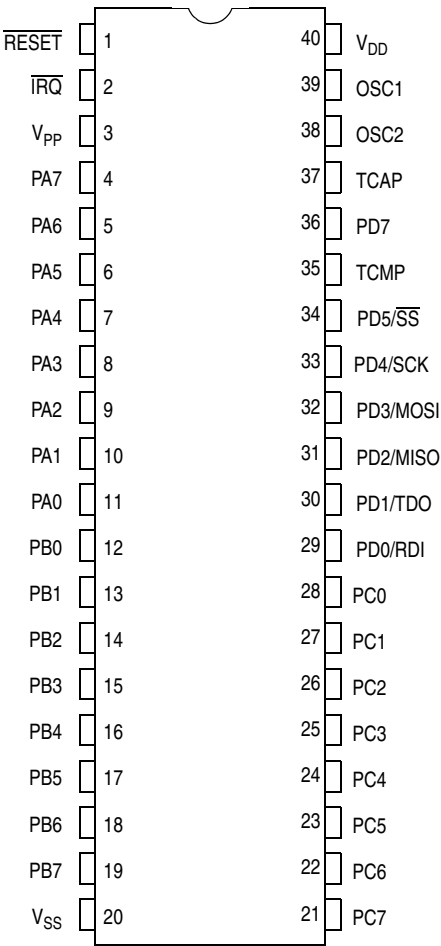 RESET 1 40 VDD
IRQ 2 39 OSC1
VPP 3 38 OSC2
PA7 4 37 TCAP
PA6 5 36 PD7
PA5 6 35 TCMP
PA4 7 34 PD5/SS
PA3 8 33 PD4/SCK
PA2 9 32 PD3/MOSI
PA1 10 31 PD2/MISO
PA0 11 30 PD1/TDO
PB0 12 29 PD0/RDI
PB1 13 28 PC0
PB2 14 27 PC1
PB3 15 26 PC2
PB4 16 25 PC3
PB5 17 24 PC4
PB6 18 23 PC5
PB7 19 22 PC6
VSS 20 21 PC7